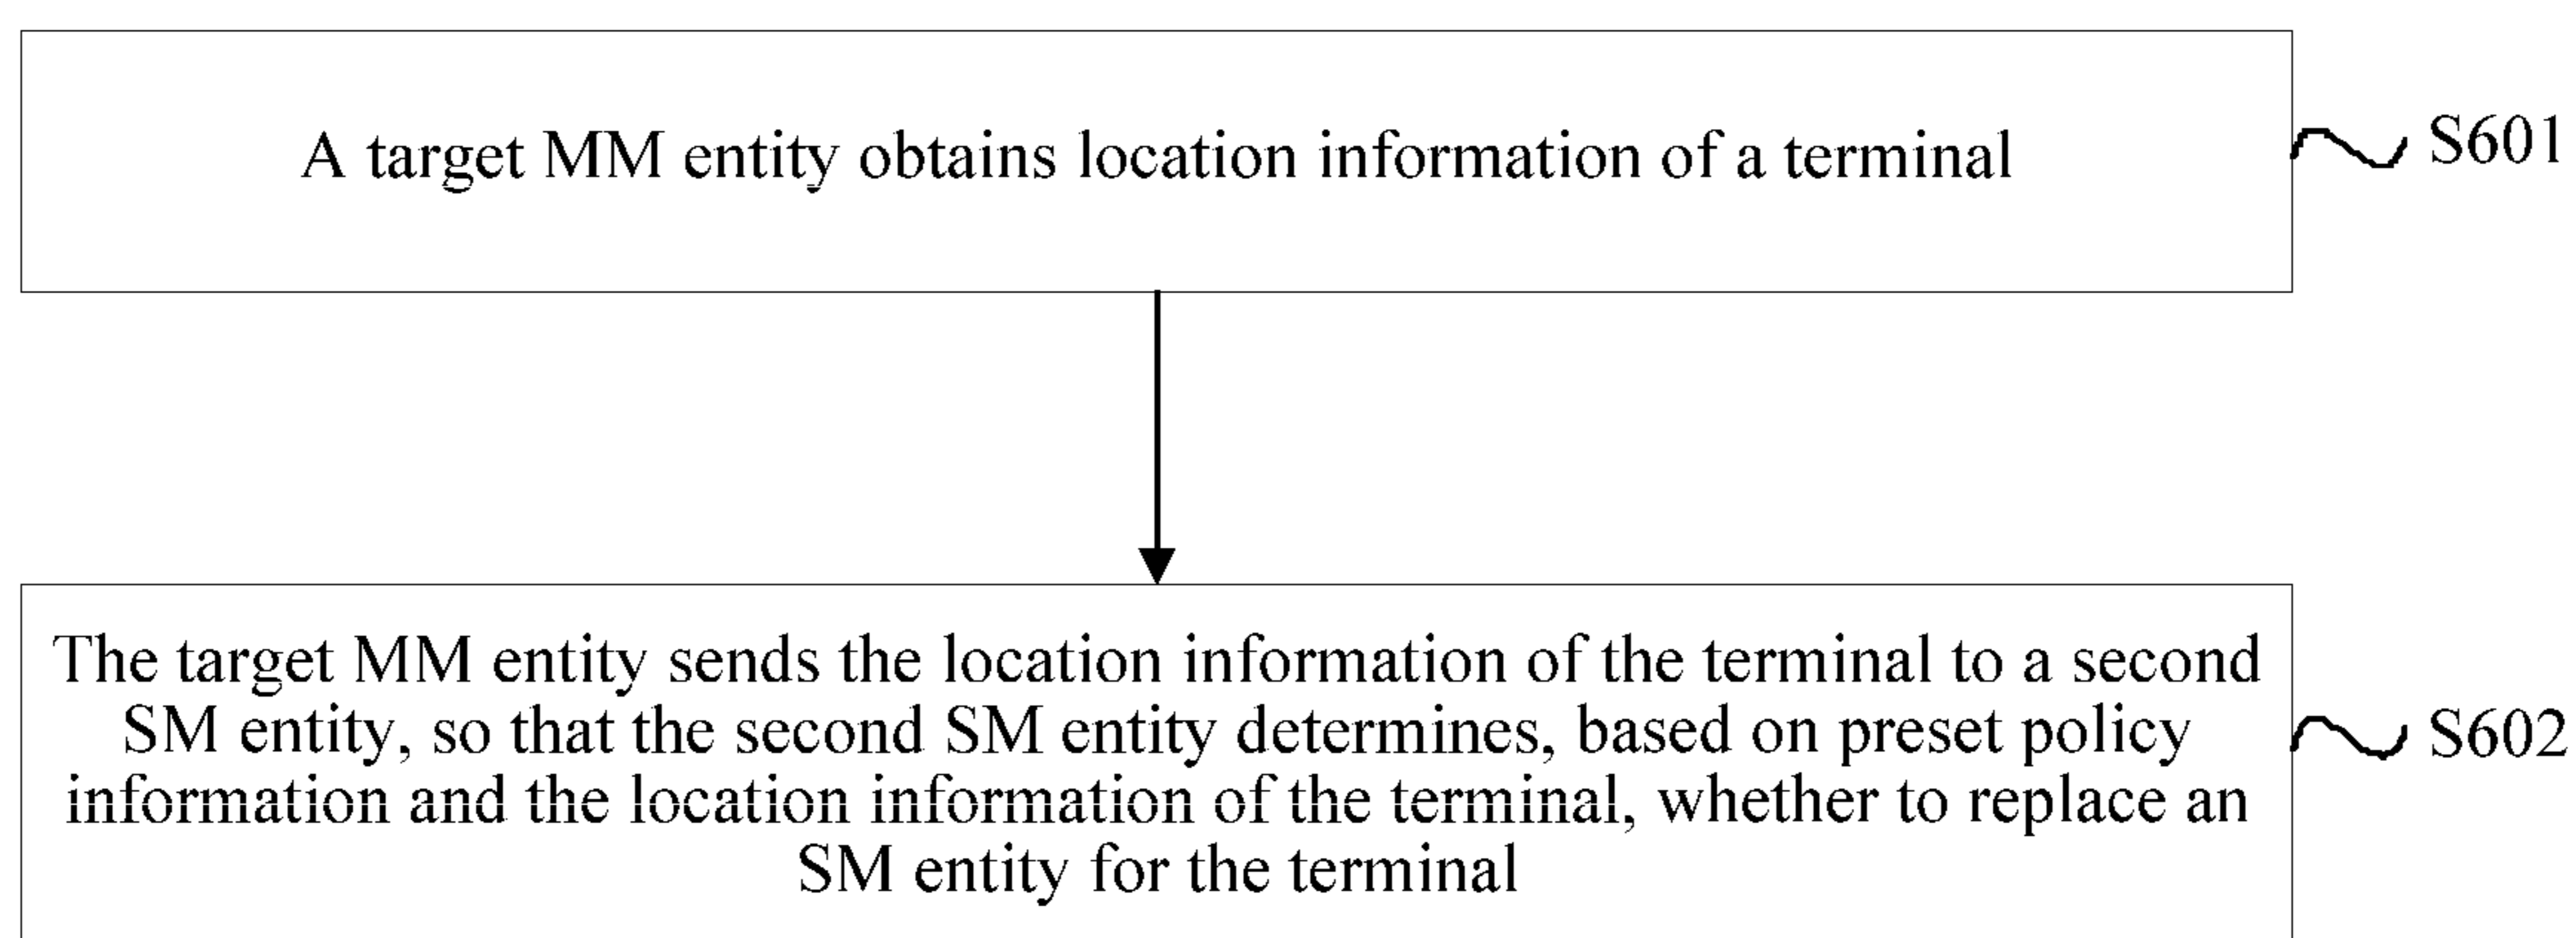 A target MM entity obtains location information of a terminal
S601
The target MM entity sends the location information of the terminal to a second
SM entity, so that the second SM entity determines, based on preset policy
information and the location information of the terminal, whether to replace an
SM entity for the terminal
S602